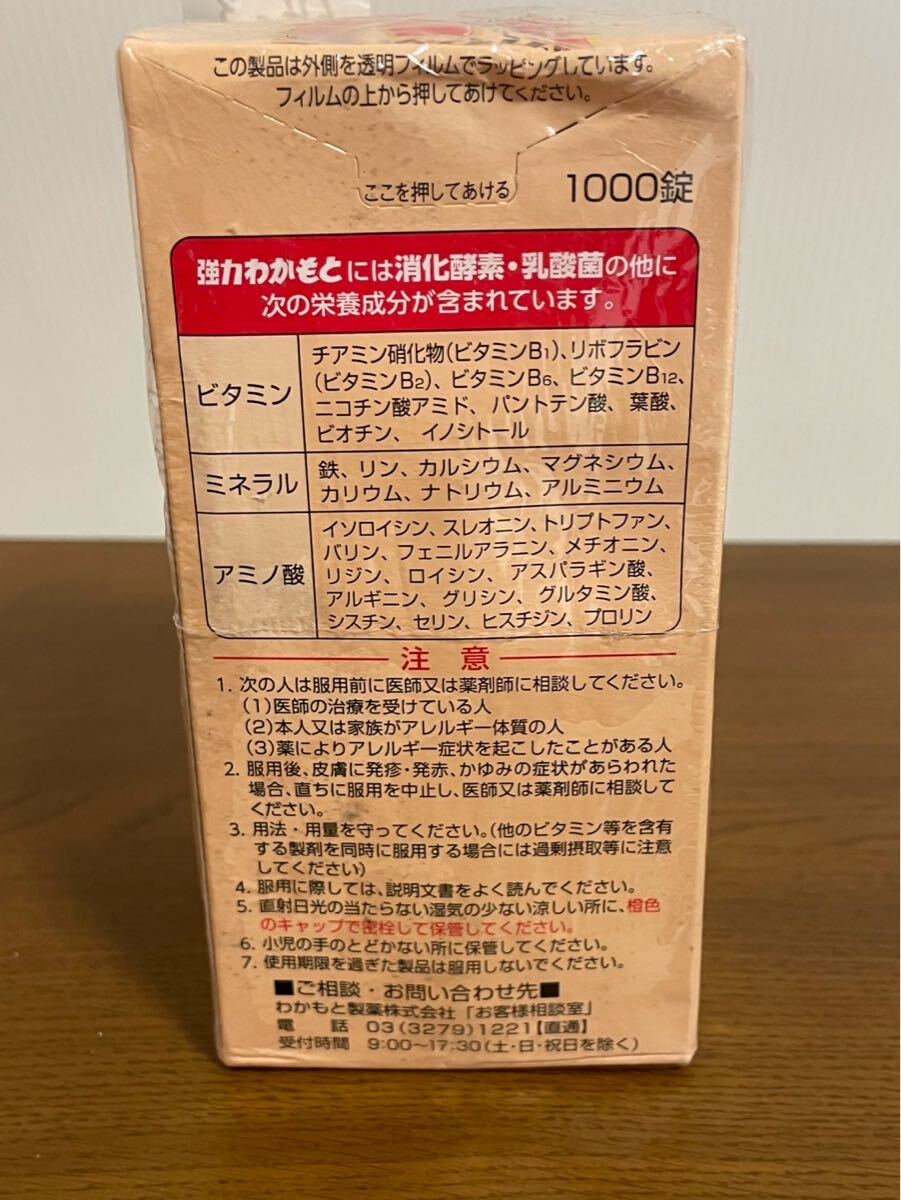 この製品は外側を透明フィルムでラッピングしています。
フィルムの上から押してあけてください。
ここを押してあける
1000錠
強力わかもとには消化酵素・乳酸菌の他に
次の栄養成分が含まれています。
ビタミン
チアミン硝化物(ビタミンB1)、リボフラビン
(ビタミンB2)、ビタミンB6、ビタミンB12、
ニコチン酸アミド、パントテン酸、葉酸、
ビオチン、イノシトール
ミネラル
鉄、リン、カルシウム、マグネシウム、
カリウム、ナトリウム、アルミニウム
アミノ酸
イソロイシン、スレオニン、トリプトファン、
バリン、フェニルアラニン、メチオニン、
リジン、ロイシン、アスパラギン酸、
アルギニン、グリシン、グルタミン酸、
シスチン、セリン、ヒスチジン、プロリン
注意
1. 次の人は服用前に医師又は薬剤師に相談してください。
(1)医師の治療を受けている人
(2)本人又は家族がアレルギー体質の人
(3)薬によりアレルギー症状を起こしたことがある人
2. 服用後、皮膚に発疹・発赤、かゆみの症状があらわれた
場合、直ちに服用を中止し、医師又は薬剤師に相談して
ください。
3. 用法・用量を守ってください。(他のビタミン等を含有
する製剤を同時に服用する場合には過剰摂取等に注意
してください)
4. 服用に際しては、説明文書をよく読んでください。
5. 直射日光の当たらない湿気の少ない涼しい所に、橙色
のキャップで密栓して保管してください。
6. 小児の手のとどかない所に保管してください。
7. 使用期限を過ぎた製品は服用しないでください。
■ご相談・お問い合わせ先■
わかもと製薬株式会社「お客様相談室」
電話 03(3279)1221【直通】
受付時間 9:00〜17:30(土・日・祝日を除く)